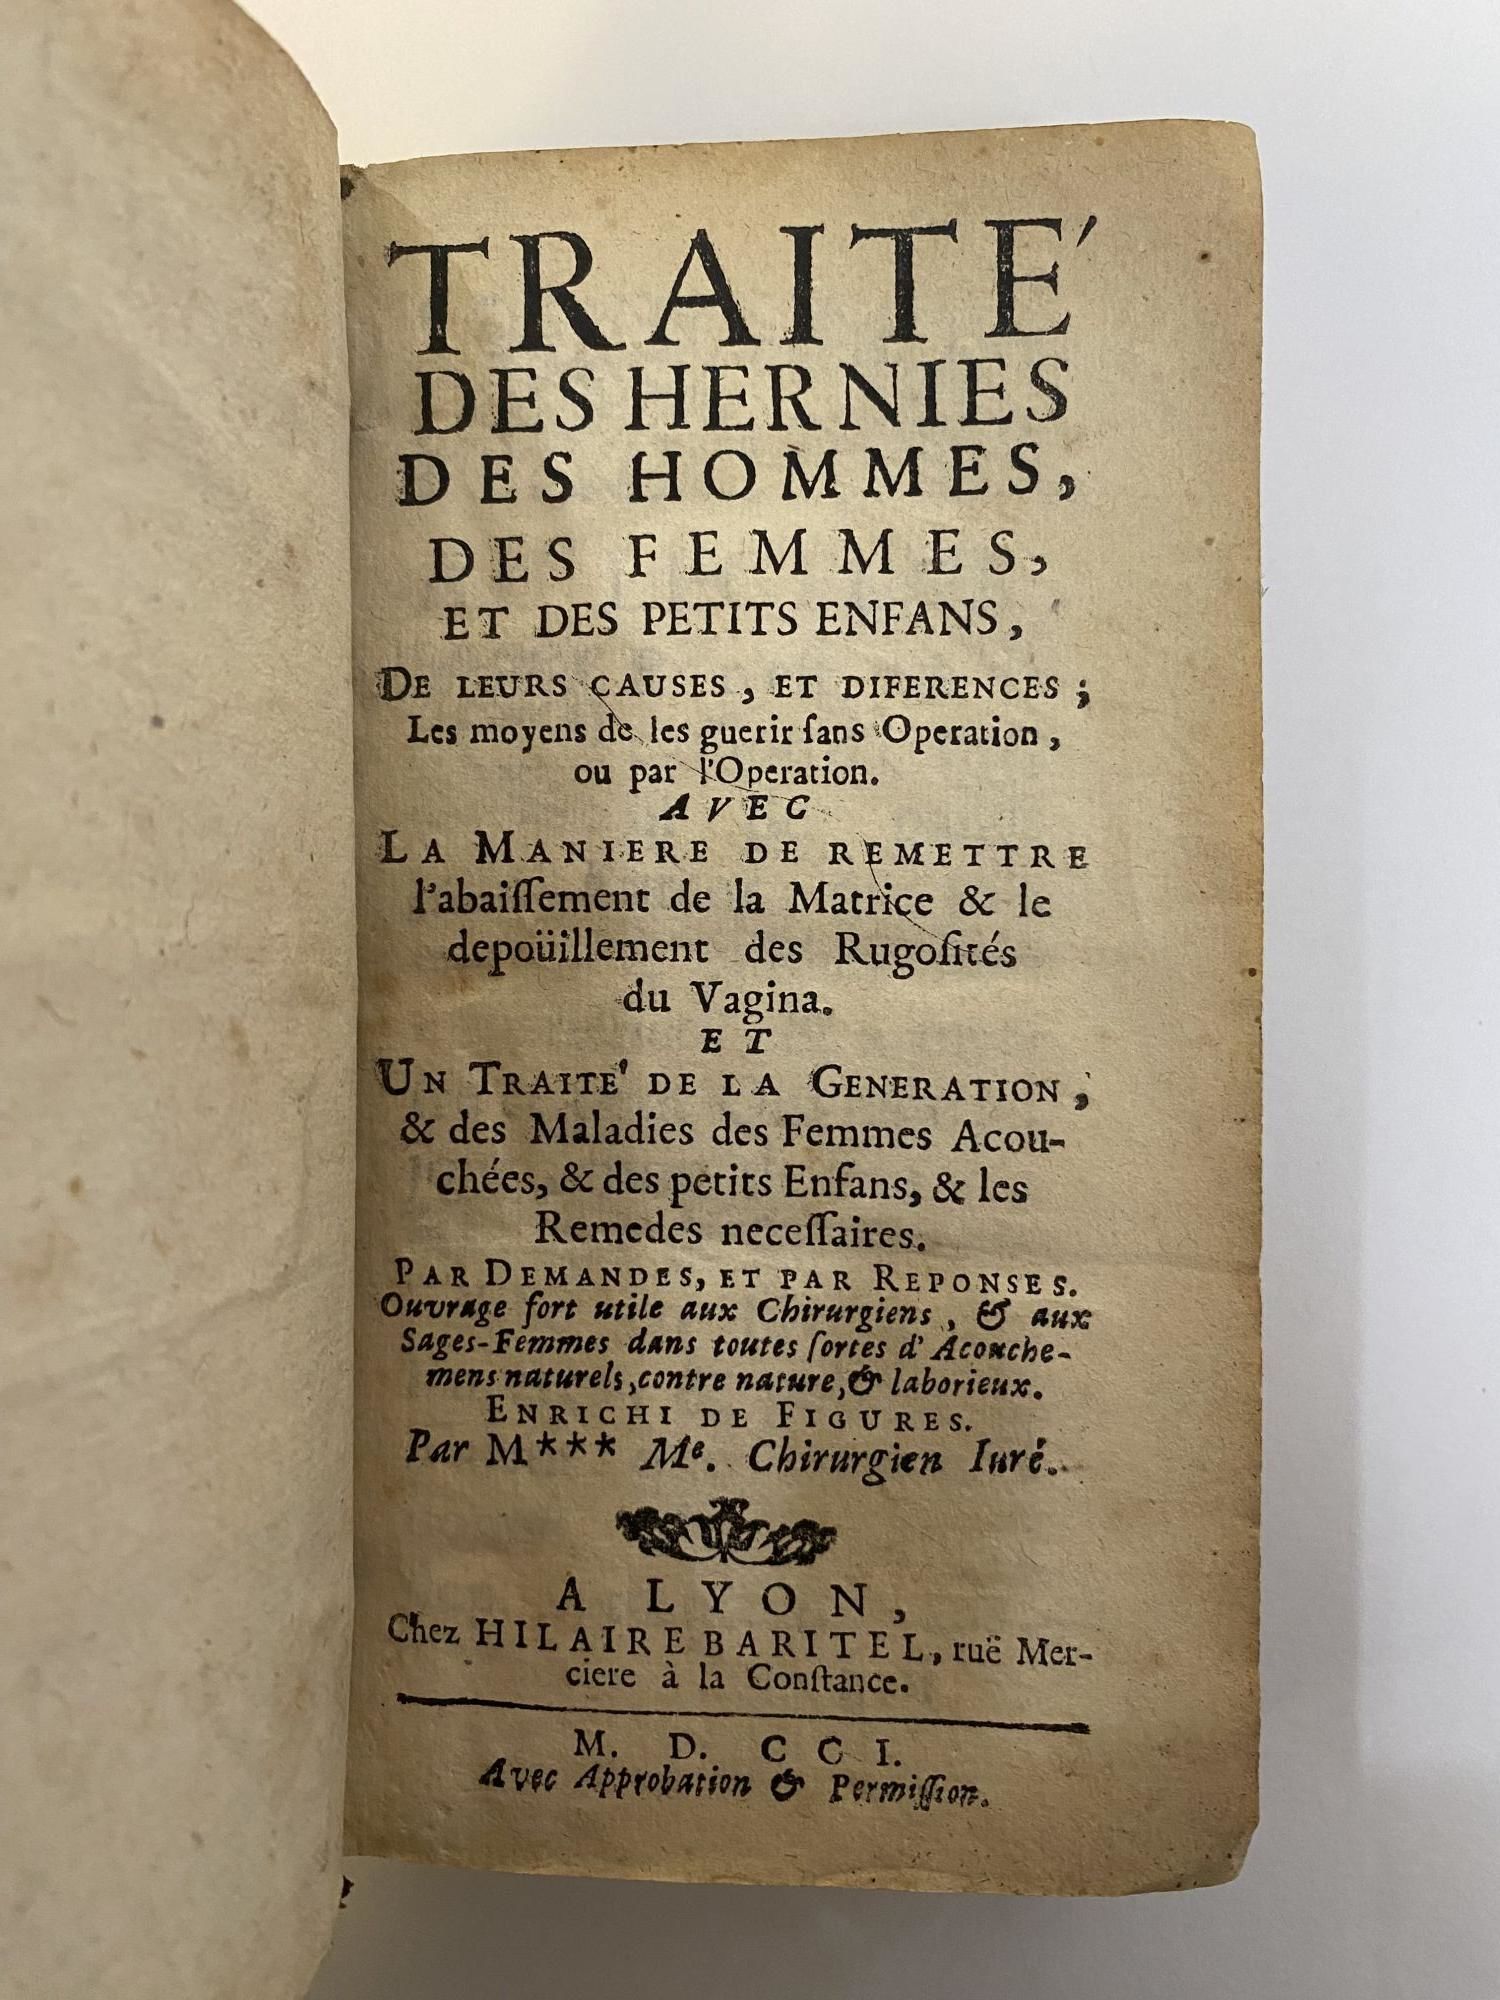 TRAITÉ
DES HERNIES
DES HOMMES,
DES FEMMES,
ET DES PETITS ENFANS,
DE LEURS CAUSES, ET DIFERENCES;
Les moyens de les guerir ſans Operation,
ou par l'Operation.
AVEC
LA MANIERE DE REMETTRE
l'abaiſſement de la Matrice & le
depoüillement des Rugoſités
du Vagina.
ET
UN TRAITE' DE LA GENERATION,
& des Maladies des Femmes Acou-
chées, & des petits Enfans, & les
Remedes neceſſaires.
PAR DEMANDES, ET PAR REPONSES.
Ouvrage fort utile aux Chirurgiens, & aux
Sages-Femmes dans toutes ſortes d'Acouche-
mens naturels, contre nature, & laborieux.
ENRICHI DE FIGURES.
Par M*** Me. Chirurgien Iuré.
A LYON,
Chez HILAIRE BARITEL, ruë Mer-
ciere à la Conſtance.
M. D. CCI.
Avec Approbation & Permiſſion.